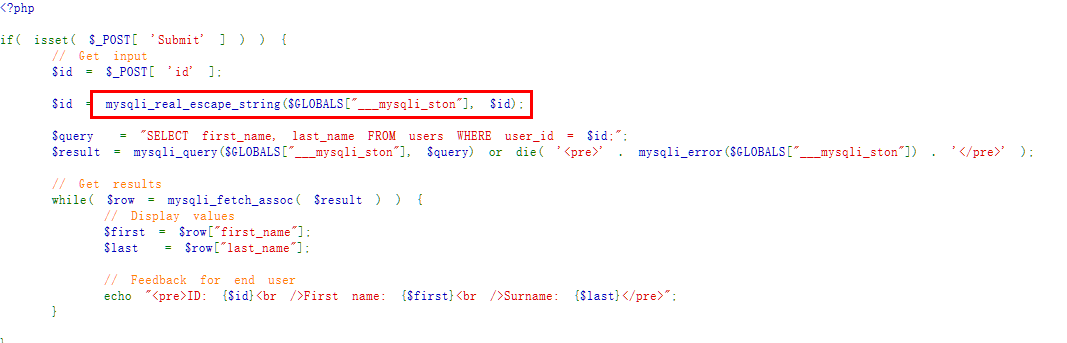 <?php
if( isset( $_POST[ 'Submit' ] ) ) {
// Get input
$id = $_POST[ 'id' ];
$id = mysqli_real_escape_string($GLOBALS["___mysqli_ston"], $id);
$query = "SELECT first_name, last_name FROM users WHERE user_id = $id;";
$result = mysqli_query($GLOBALS["___mysqli_ston"], $query) or die( '<pre>' . mysqli_error($GLOBALS["___mysqli_ston"]) . '</pre>' );
// Get results
while( $row = mysqli_fetch_assoc( $result ) ) {
// Display values
$first = $row["first_name"];
$last = $row["last_name"];
// Feedback for end user
echo "<pre>ID: {$id}<br />First name: {$first}<br />Surname: {$last}</pre>";
}